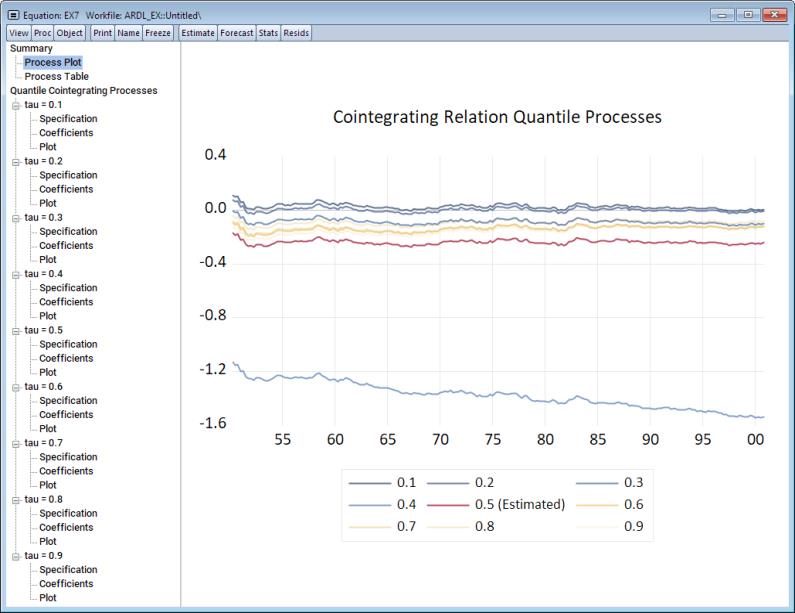 Equation: EX7 Workfile: ARDL_EX::Untitled\
View Proc Object Print Name Freeze Estimate Forecast Stats Resids
Summary
Process Plot
Process Table
Quantile Cointegrating Processes
tau = 0.1
Specification
Coefficients
Plot
tau = 0.2
Specification
Coefficients
Plot
tau = 0.3
Specification
Coefficients
Plot
tau = 0.4
Specification
Coefficients
Plot
tau = 0.5
Specification
Coefficients
Plot
tau = 0.6
Specification
Coefficients
Plot
tau = 0.7
Specification
Coefficients
Plot
tau = 0.8
Specification
Coefficients
Plot
tau = 0.9
Specification
Coefficients
Plot
Cointegrating Relation Quantile Processes
0.4
0.0
-0.4
-0.8
-1.2
-1.6
55 60 65 70 75 80 85 90 95 00
0.1 0.2 0.3
0.4 0.5 (Estimated) 0.6
0.7 0.8 0.9